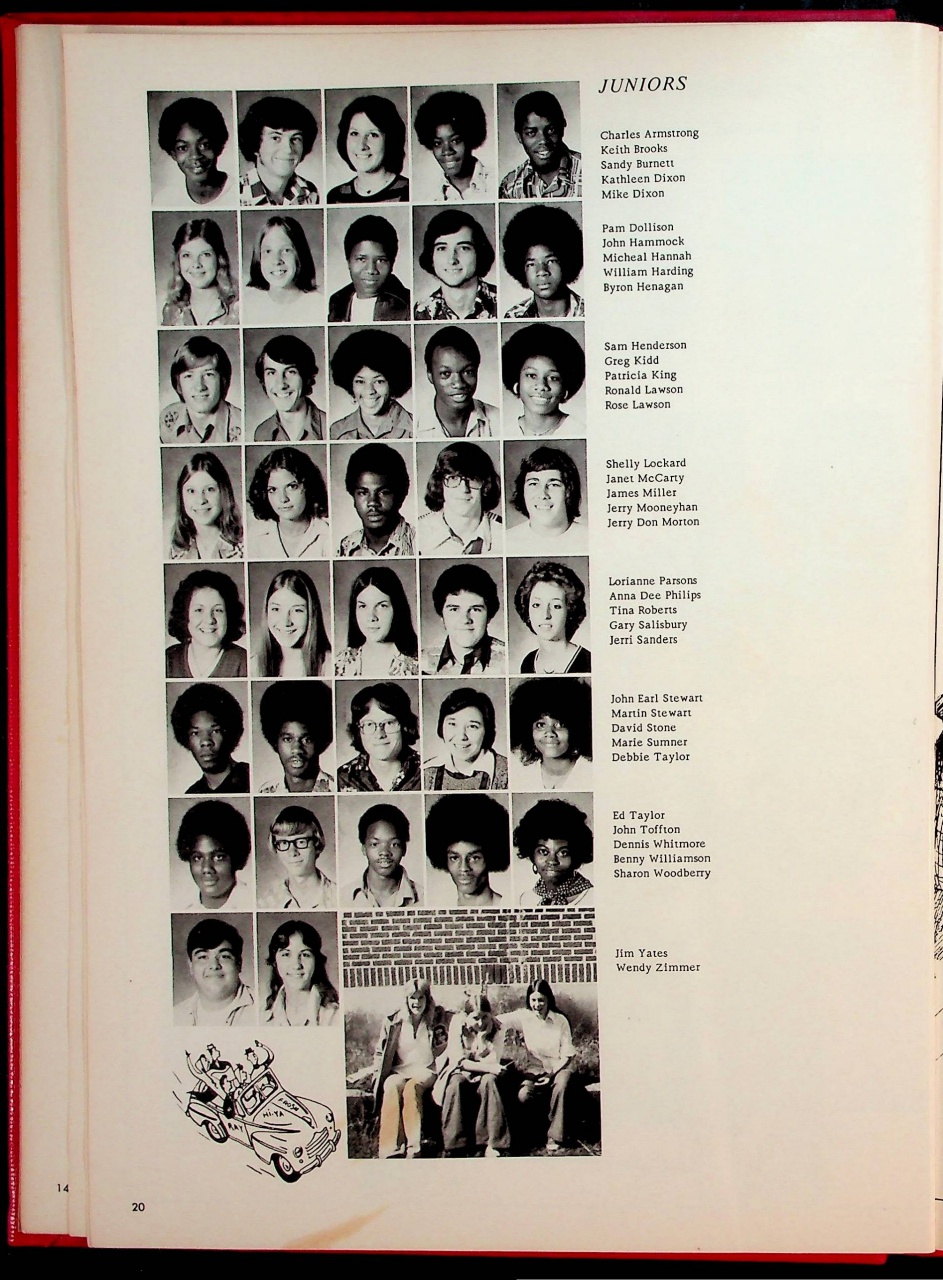 JUNIORS
Charles Armstrong
Keith Brooks
Sandy Burnett
Kathleen Dixon
Mike Dixon
Pam Dollison
John Hammock
Micheal Hannah
William Harding
Byron Henagan
Sam Henderson
Greg Kidd
Patricia King
Ronald Lawson
Rose Lawson
Shelly Lockard
Janet McCarty
James Miller
Jerry Mooneyhan
Jerry Don Morton
Lorianne Parsons
Anna Dee Philips
Tina Roberts
Gary Salisbury
Jerri Sanders
John Earl Stewart
Martin Stewart
David Stone
Marie Sumner
Debbie Taylor
Ed Taylor
John Toffton
Dennis Whitmore
Benny Williamson
Sharon Woodberry
Jim Yates
Wendy Zimmer
HI-YA
RAY
14
20